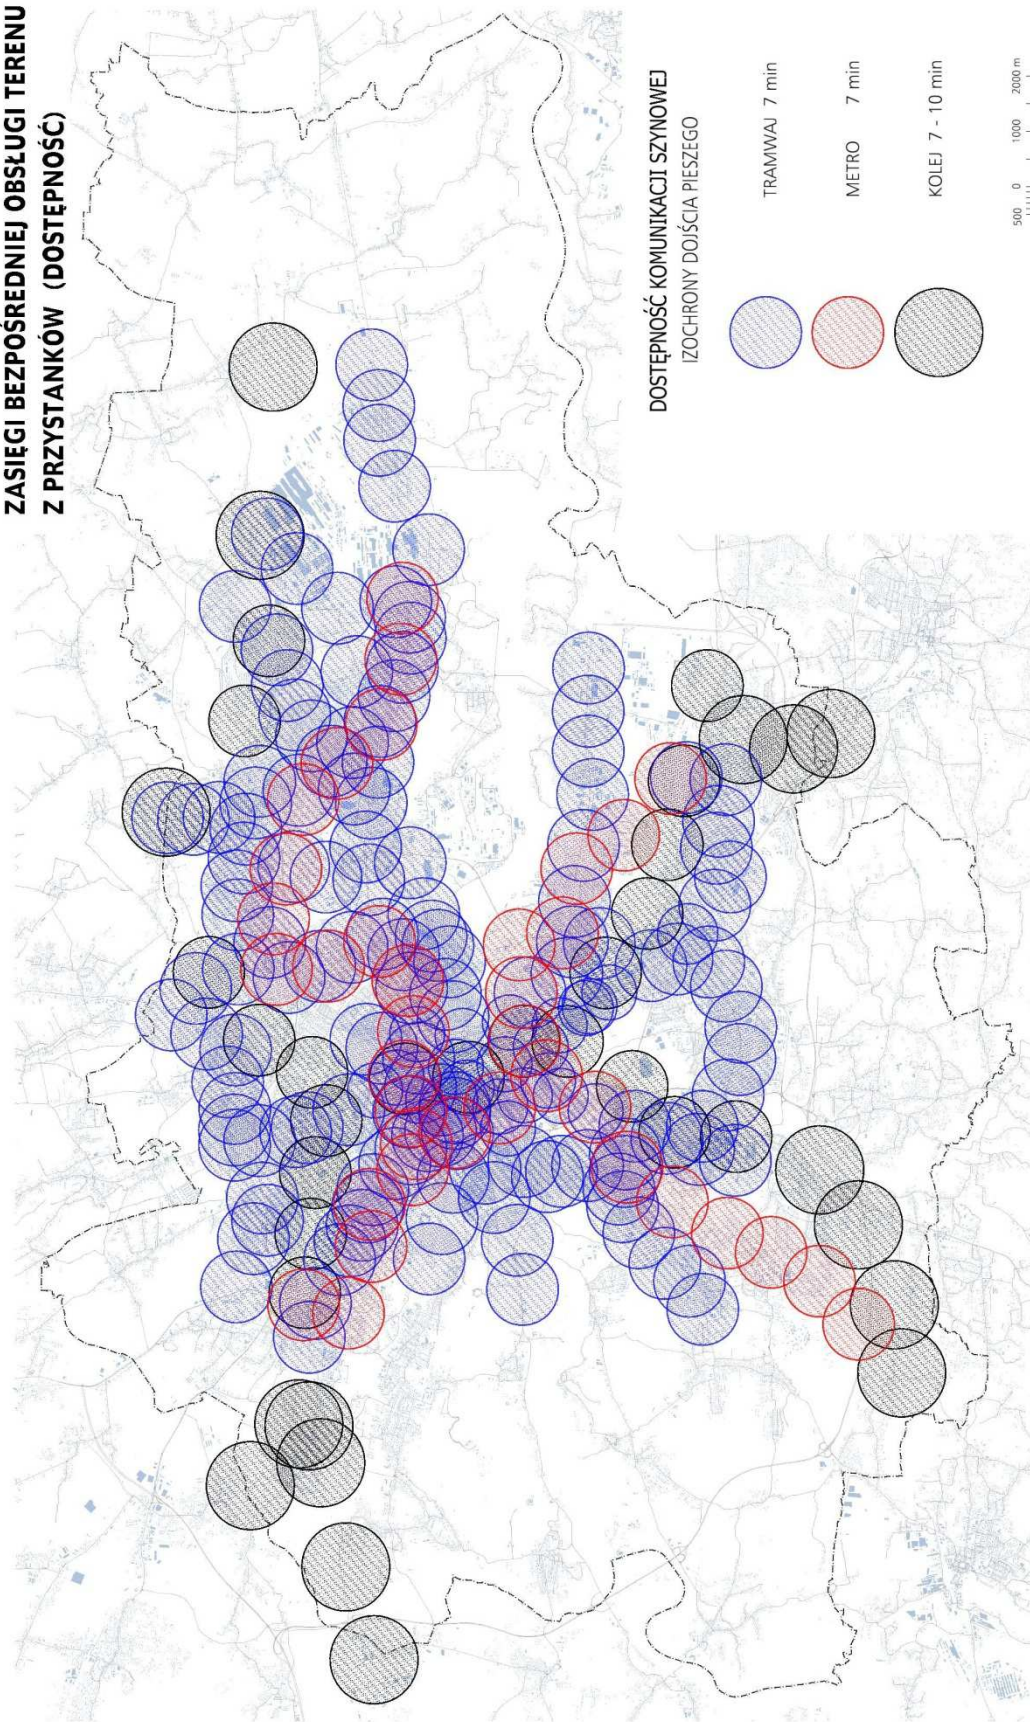 ZASIĘGI BEZPOŚREDNIEJ OBSŁUGI TERENU
Z PRZYSTANKÓW (DOSTĘPNOŚĆ)
DOSTĘPNOŚĆ KOMUNIKACJI SZYNOWEJ
IZOCHRONY DOJŚCIA PIESZEGO
TRAMWAJ 7 min
METRO 7 min
KOLEJ 7 - 10 min
500 0 1000 2000 m